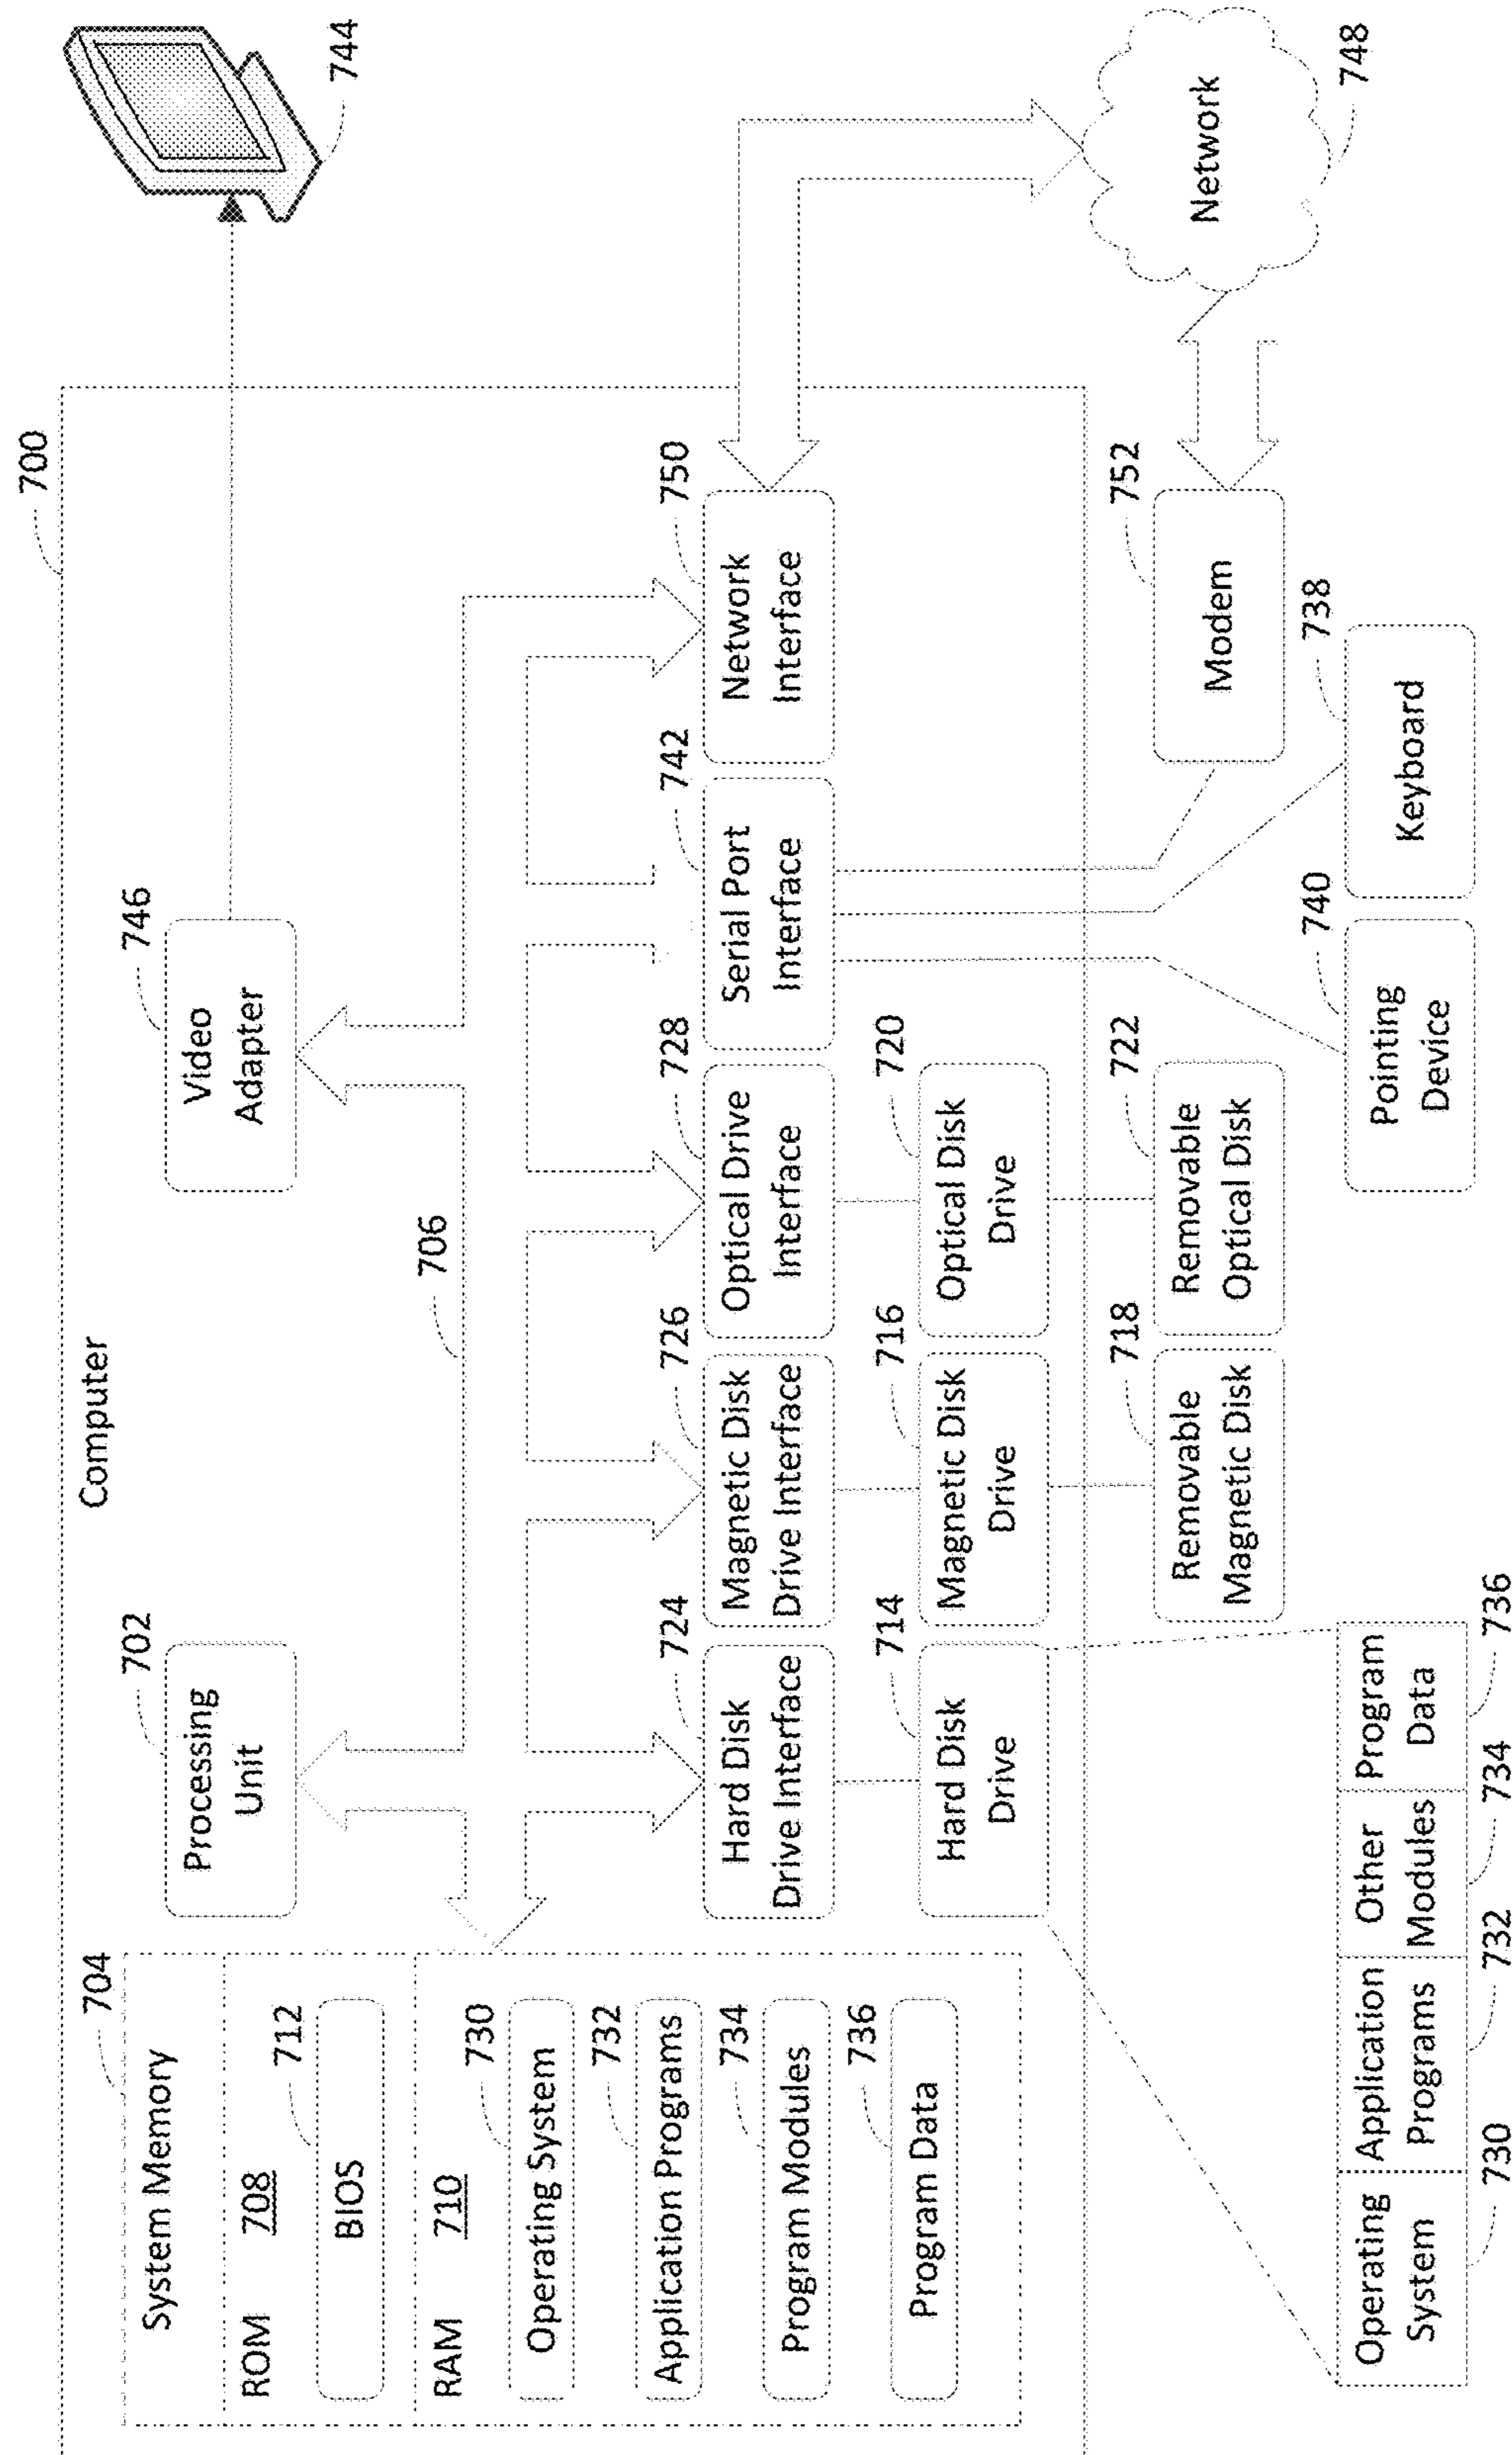 700
Computer
704
System Memory
ROM 708
712
BIOS
RAM 710
730
Operating System
732
Application Programs
734
Program Modules
736
Program Data
702
Processing
Unit
746
Video
Adapter
744
706
724
Hard Disk
Drive Interface
726
Magnetic Disk
Drive Interface
728
Optical Drive
Interface
742
Serial Port
Interface
750
Network
Interface
714
Hard Disk
Drive
716
Magnetic Disk
Drive
720
Optical Disk
Drive
718
Removable
Magnetic Disk
722
Removable
Optical Disk
752
Modem
Network
748
740
Pointing
Device
738
Keyboard
Operating
System
Application
Programs
Other
Modules
Program
Data
730
732
734
736